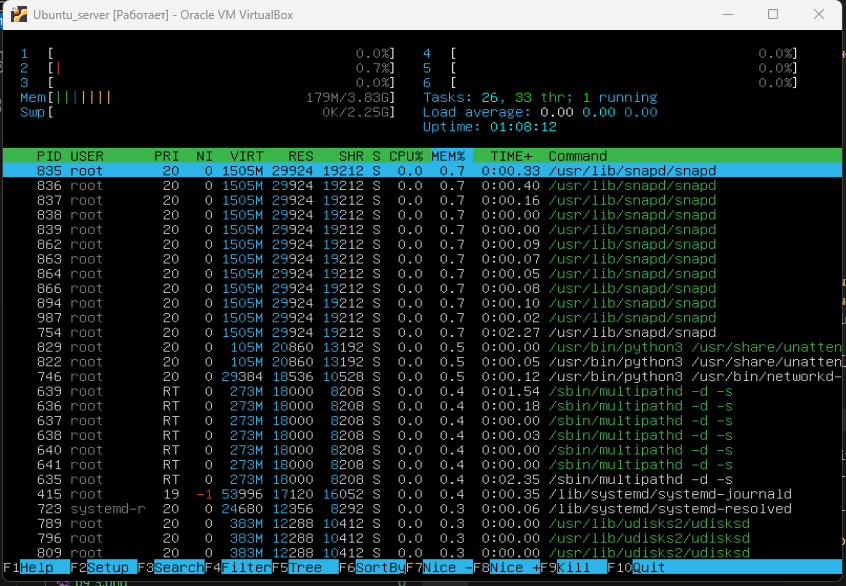 Ubuntu_server [Работает] - Oracle VM VirtualBox
1 [ 0.0%] 4 [ 0.0%]
2 [| 0.7%] 5 [ 0.0%]
3 [ 0.0%] 6 [ 0.0%]
Mem[||||||| 179M/3.83G] Tasks: 26, 33 thr; 1 running
Swp[ 0K/2.25G] Load average: 0.00 0.00 0.00
Uptime: 01:08:12
PID USER PRI NI VIRT RES SHR S CPU% MEM% TIME+ Command
835 root 20 0 1505M 29924 19212 S 0.0 0.7 0:00.33 /usr/lib/snapd/snapd
836 root 20 0 1505M 29924 19212 S 0.0 0.7 0:00.40 /usr/lib/snapd/snapd
837 root 20 0 1505M 29924 19212 S 0.0 0.7 0:00.16 /usr/lib/snapd/snapd
838 root 20 0 1505M 29924 19212 S 0.0 0.7 0:00.00 /usr/lib/snapd/snapd
839 root 20 0 1505M 29924 19212 S 0.0 0.7 0:00.00 /usr/lib/snapd/snapd
862 root 20 0 1505M 29924 19212 S 0.0 0.7 0:00.09 /usr/lib/snapd/snapd
863 root 20 0 1505M 29924 19212 S 0.0 0.7 0:00.07 /usr/lib/snapd/snapd
864 root 20 0 1505M 29924 19212 S 0.0 0.7 0:00.05 /usr/lib/snapd/snapd
866 root 20 0 1505M 29924 19212 S 0.0 0.7 0:00.08 /usr/lib/snapd/snapd
894 root 20 0 1505M 29924 19212 S 0.0 0.7 0:00.10 /usr/lib/snapd/snapd
987 root 20 0 1505M 29924 19212 S 0.0 0.7 0:00.02 /usr/lib/snapd/snapd
754 root 20 0 1505M 29924 19212 S 0.0 0.7 0:02.27 /usr/lib/snapd/snapd
829 root 20 0 105M 20860 13192 S 0.0 0.5 0:00.00 /usr/bin/python3 /usr/share/unatten
822 root 20 0 105M 20860 13192 S 0.0 0.5 0:00.05 /usr/bin/python3 /usr/share/unatten
746 root 20 0 29384 18536 10528 S 0.0 0.5 0:00.12 /usr/bin/python3 /usr/bin/networkd-
639 root RT 0 273M 18000 8208 S 0.0 0.4 0:01.54 /sbin/multipathd -d -s
636 root RT 0 273M 18000 8208 S 0.0 0.4 0:00.18 /sbin/multipathd -d -s
637 root RT 0 273M 18000 8208 S 0.0 0.4 0:00.00 /sbin/multipathd -d -s
638 root RT 0 273M 18000 8208 S 0.0 0.4 0:00.03 /sbin/multipathd -d -s
640 root RT 0 273M 18000 8208 S 0.0 0.4 0:00.00 /sbin/multipathd -d -s
641 root RT 0 273M 18000 8208 S 0.0 0.4 0:00.00 /sbin/multipathd -d -s
635 root RT 0 273M 18000 8208 S 0.0 0.4 0:02.35 /sbin/multipathd -d -s
415 root 19 -1 53996 17120 16052 S 0.0 0.4 0:00.35 /lib/systemd/systemd-journald
723 systemd-r 20 0 24680 12356 8292 S 0.0 0.3 0:00.06 /lib/systemd/systemd-resolved
789 root 20 0 383M 12288 10412 S 0.0 0.3 0:00.00 /usr/lib/udisks2/udisksd
796 root 20 0 383M 12288 10412 S 0.0 0.3 0:00.00 /usr/lib/udisks2/udisksd
809 root 20 0 383M 12288 10412 S 0.0 0.3 0:00.00 /usr/lib/udisks2/udisksd
F1Help F2Setup F3SearchF4FilterF5Tree F6SortByF7Nice -F8Nice +F9Kill F10Quit